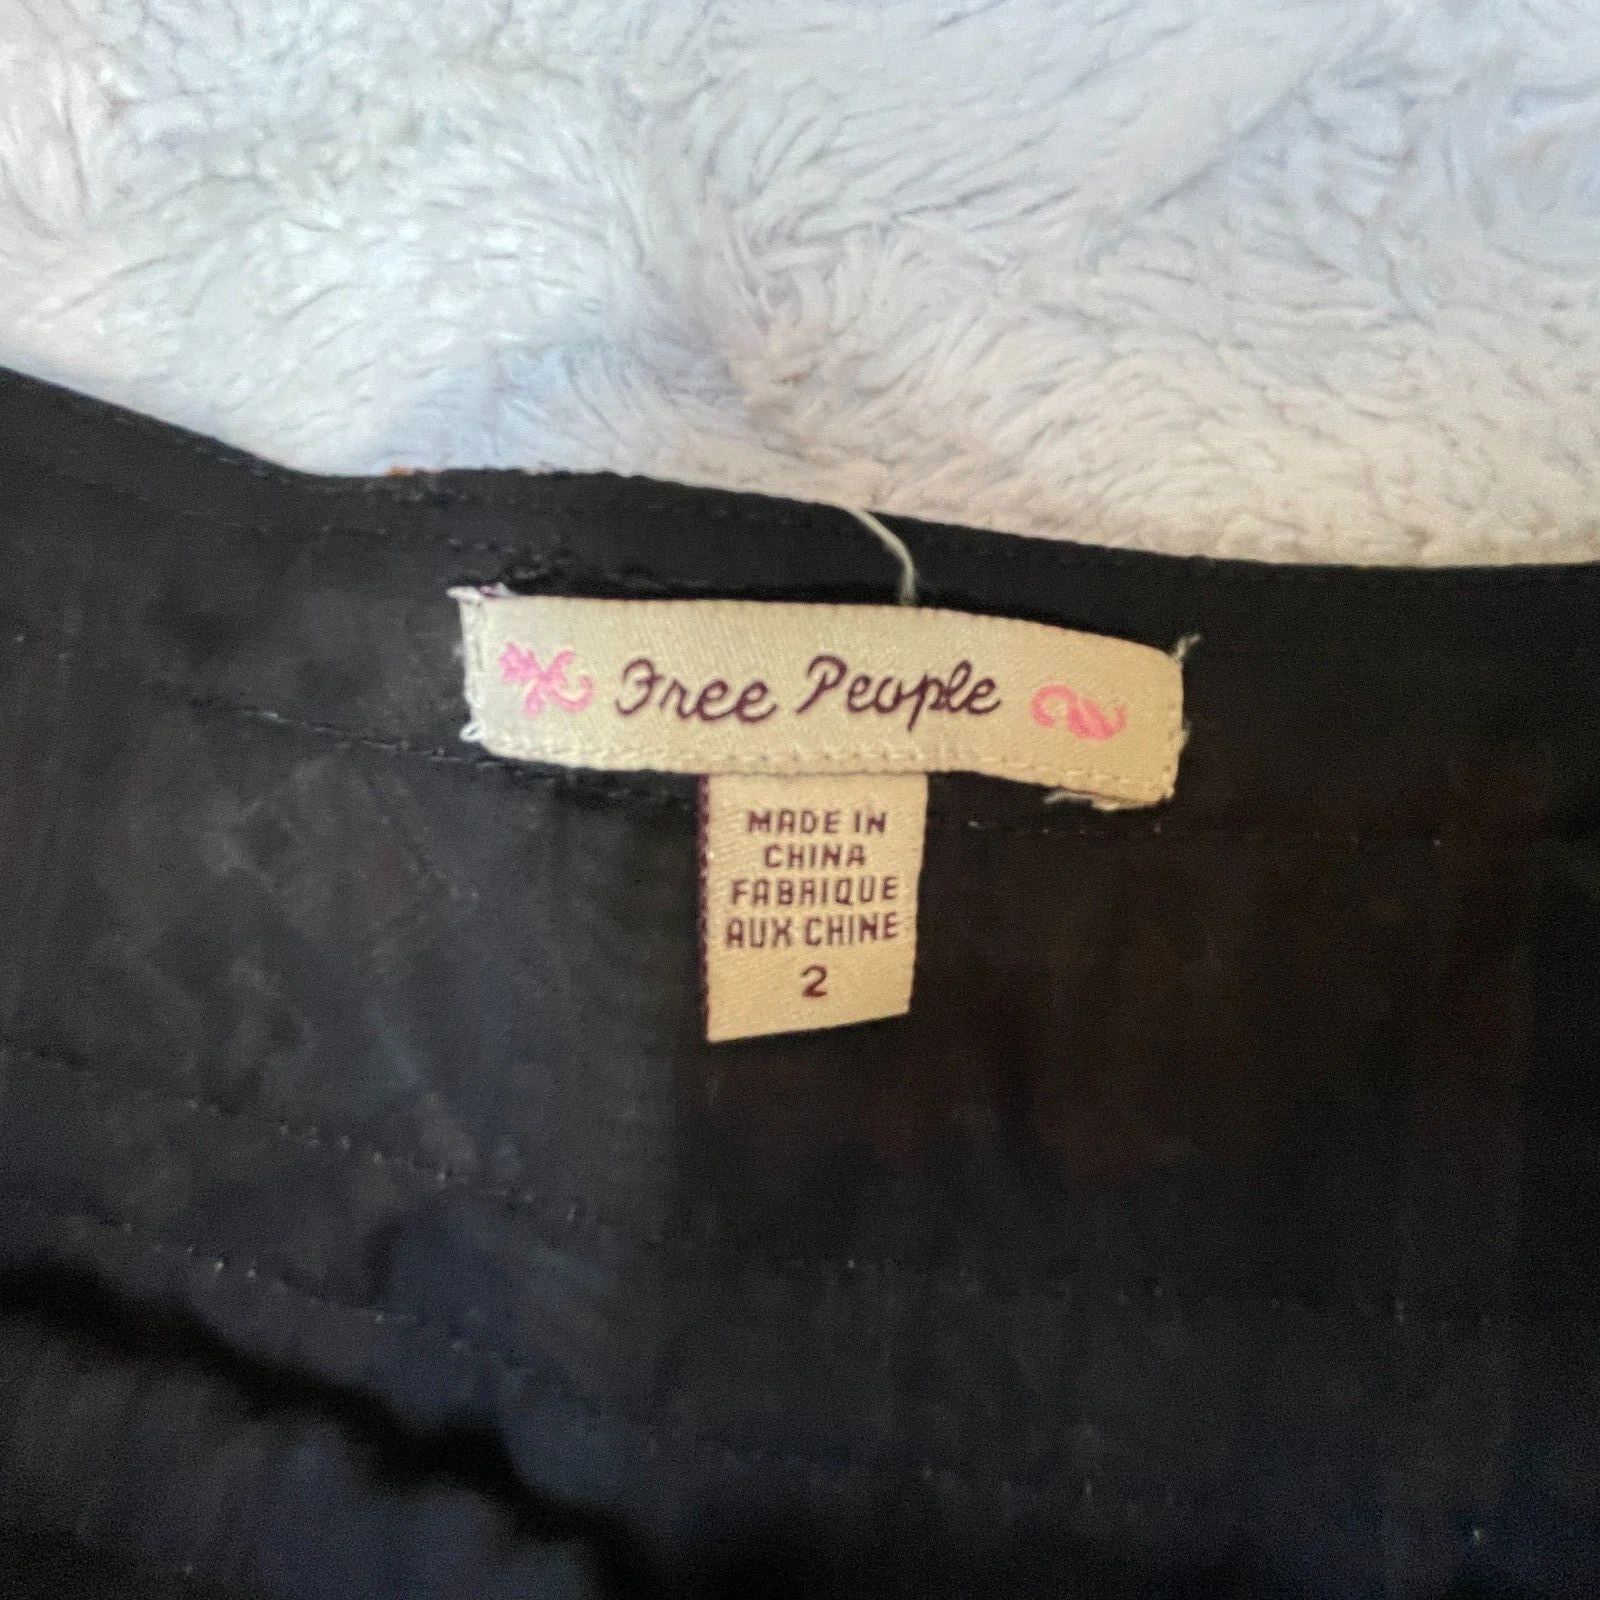 Free People
MADE IN
CHINA
FABRIQUE
AUX CHINE
2